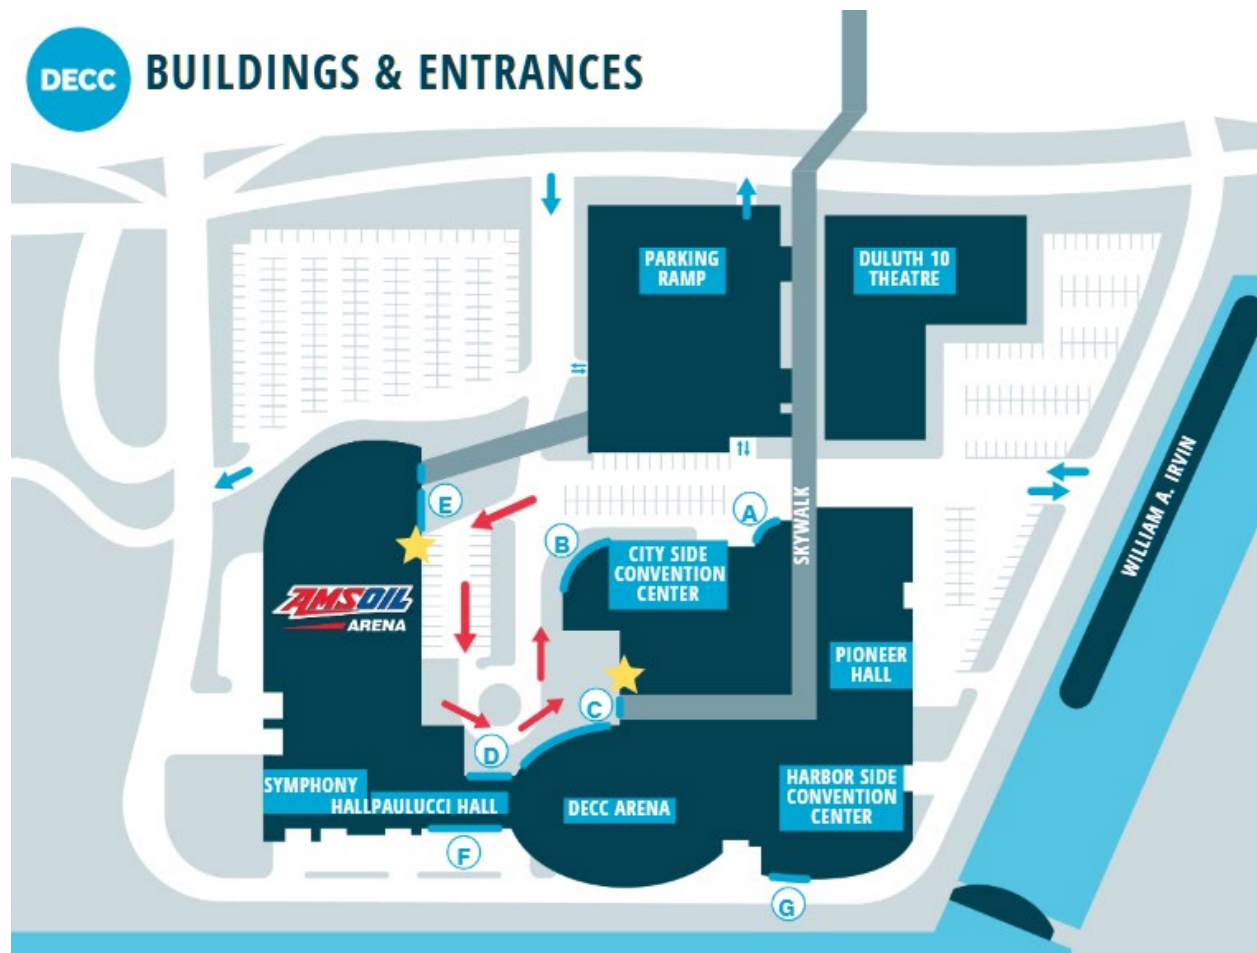 DECC
BUILDINGS & ENTRANCES
PARKING
RAMP
DULUTH 10
THEATRE
WILLIAM A. IRVIN
SKYWALK
E
A
B
CITY SIDE
CONVENTION
CENTER
AMSOIL
ARENA
PIONEER
HALL
C
D
SYMPHONY
HALL
PAULUCCI HALL
DECC ARENA
HARBOR SIDE
CONVENTION
CENTER
F
G